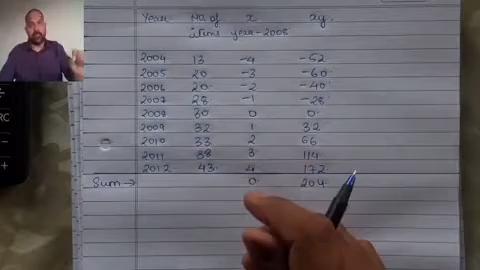 Year No. of x xy.
items year-2008
2004 13 -4 -52
2005 20 -3 -60
2006 20 -2 -40
2007 28 -1 -28
2008 30 0 0
2009 32 1 32
2010 33 2 66
2011 38 3 114
2012 43 4 172
Sum → 0 204
RC